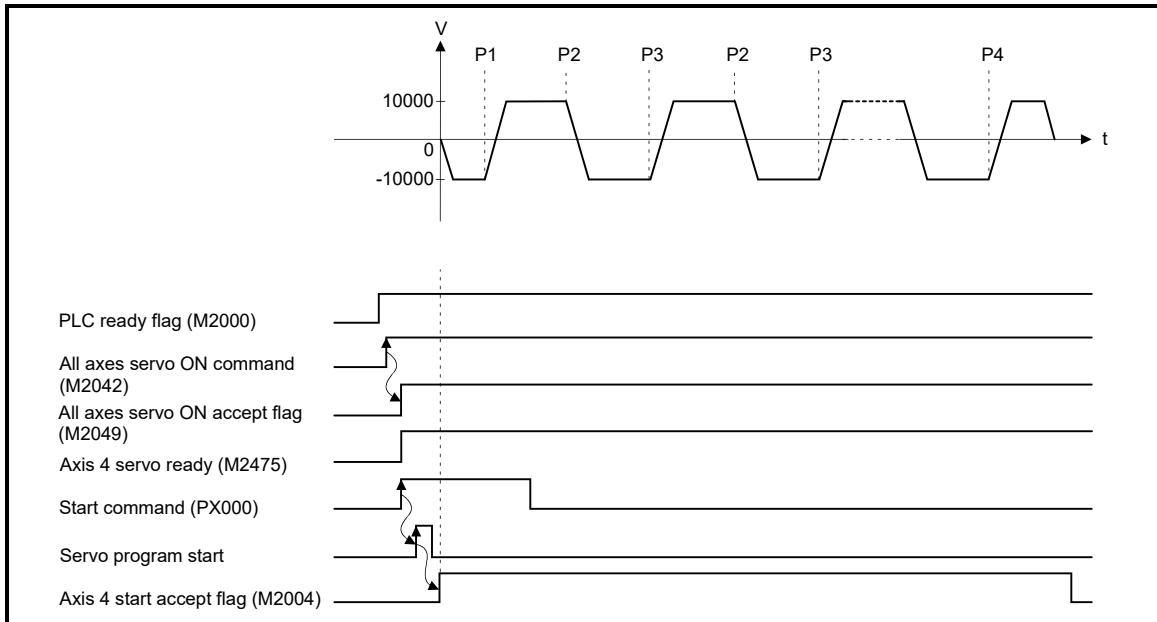 V
P1 P2 P3 P2 P3 P4
10000
0
t
-10000
PLC ready flag (M2000)
All axes servo ON command
(M2042)
All axes servo ON accept flag
(M2049)
Axis 4 servo ready (M2475)
Start command (PX000)
Servo program start
Axis 4 start accept flag (M2004)